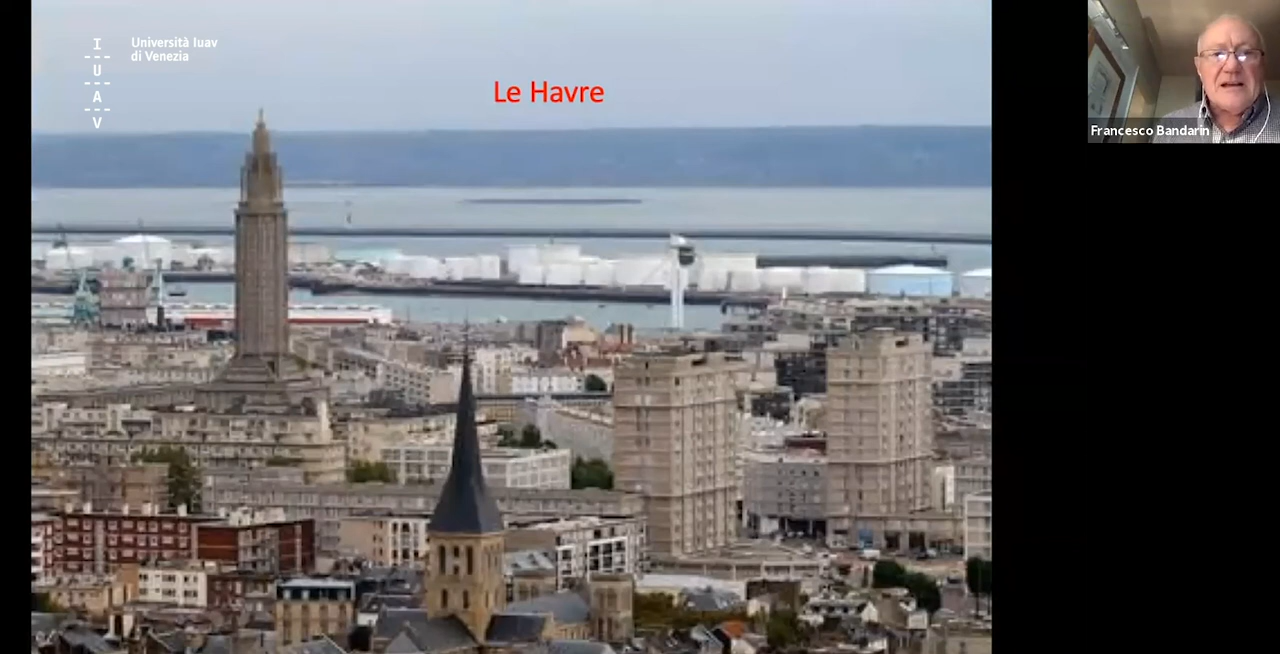 I
U
A
V
Università Iuav
di Venezia
Le Havre
Francesco Bandarin